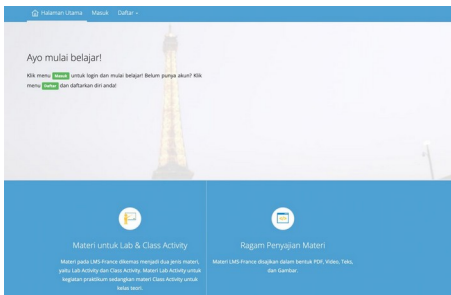 Halaman Utama Masuk Daftar
Ayo mulai belajar!
Klik menu Masuk untuk login dan mulai belajar! Belum punya akun? Klik
menu Daftar dan daftarkan diri anda!
Materi untuk Lab & Class Activity
Materi pada LMS-France dikemas menjadi dua jenis materi,
yaitu Lab Activity dan Class Activity. Materi Lab Activity untuk
kegiatan praktikum sedangkan materi Class Activity untuk
kelas teori.
Ragam Penyajian Materi
Materi LMS-France disajikan dalam bentuk PDF, Video, Teks,
dan Gambar.